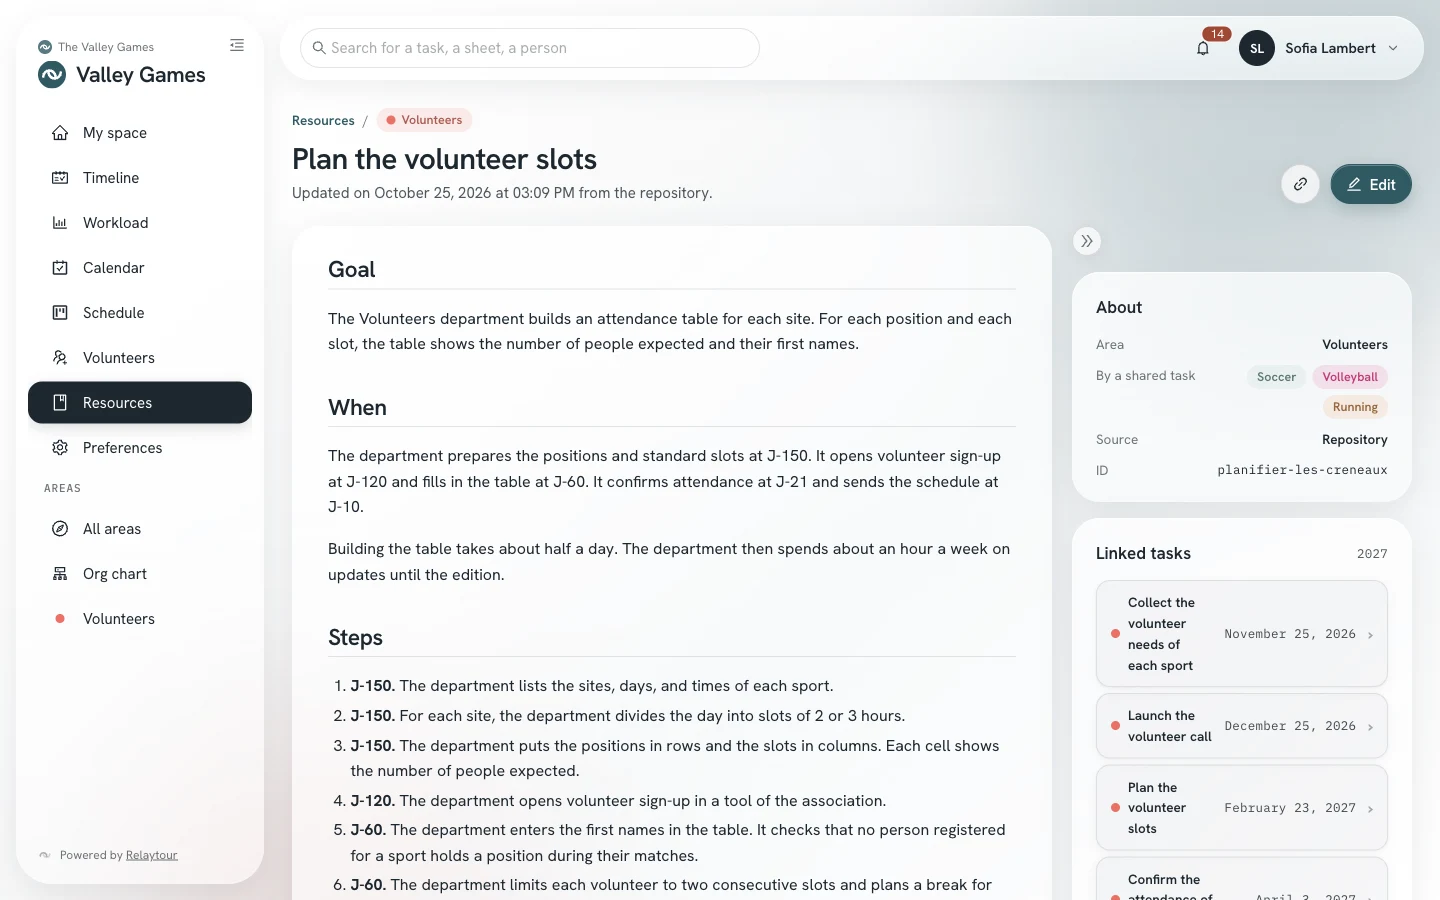 The Valley Games
Valley Games
My space
Timeline
Workload
Calendar
Schedule
Volunteers
Resources
Preferences
AREAS
All areas
Org chart
Volunteers
Powered by Relaytour
Search for a task, a sheet, a person
14
SL
Sofia Lambert
Resources / Volunteers
Plan the volunteer slots
Updated on October 25, 2026 at 03:09 PM from the repository.
Edit
Goal
The Volunteers department builds an attendance table for each site. For each position and each
slot, the table shows the number of people expected and their first names.
When
The department prepares the positions and standard slots at J-150. It opens volunteer sign-up
at J-120 and fills in the table at J-60. It confirms attendance at J-21 and sends the schedule at
J-10.
Building the table takes about half a day. The department then spends about an hour a week on
updates until the edition.
Steps
1. J-150. The department lists the sites, days, and times of each sport.
2. J-150. For each site, the department divides the day into slots of 2 or 3 hours.
3. J-150. The department puts the positions in rows and the slots in columns. Each cell shows
the number of people expected.
4. J-120. The department opens volunteer sign-up in a tool of the association.
5. J-60. The department enters the first names in the table. It checks that no person registered
for a sport holds a position during their matches.
6. J-60. The department limits each volunteer to two consecutive slots and plans a break for
About
Area Volunteers
By a shared task Soccer Volleyball
Running
Source Repository
ID planifier-les-creneaux
Linked tasks 2027
Collect the
volunteer
needs of
each sport
November 25, 2026
Launch the
volunteer call
December 25, 2026
Plan the
volunteer
slots
February 23, 2027
Confirm the
attendance of
April 3, 2027